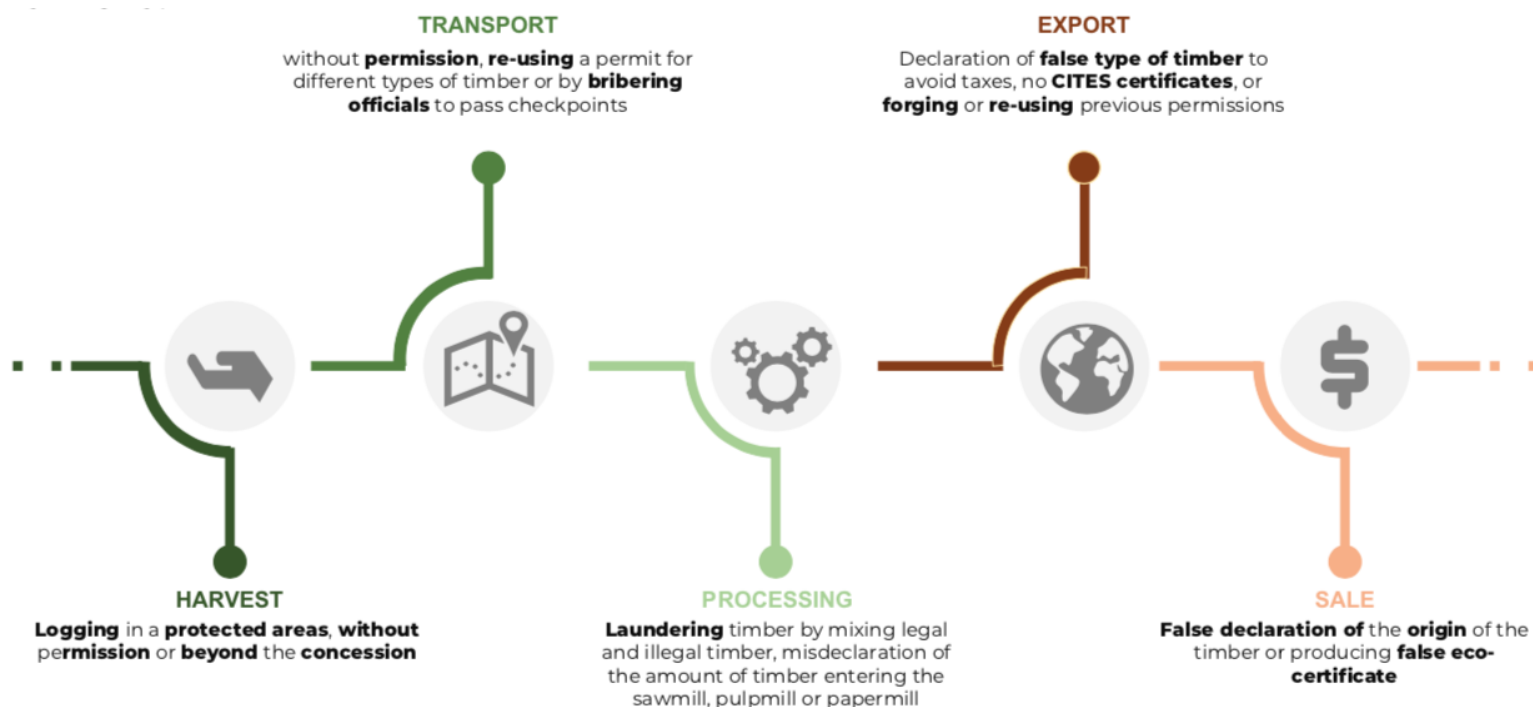 TRANSPORT
without permission, re-using a permit for
different types of timber or by bribering
officials to pass checkpoints
EXPORT
Declaration of false type of timber to
avoid taxes, no CITES certificates, or
forging or re-using previous permissions
HARVEST
Logging in a protected areas, without
permission or beyond the concession
PROCESSING
Laundering timber by mixing legal
and illegal timber, misdeclaration of
the amount of timber entering the
sawmill, pulpmill or papermill
SALE
False declaration of the origin of the
timber or producing false eco-
certificate